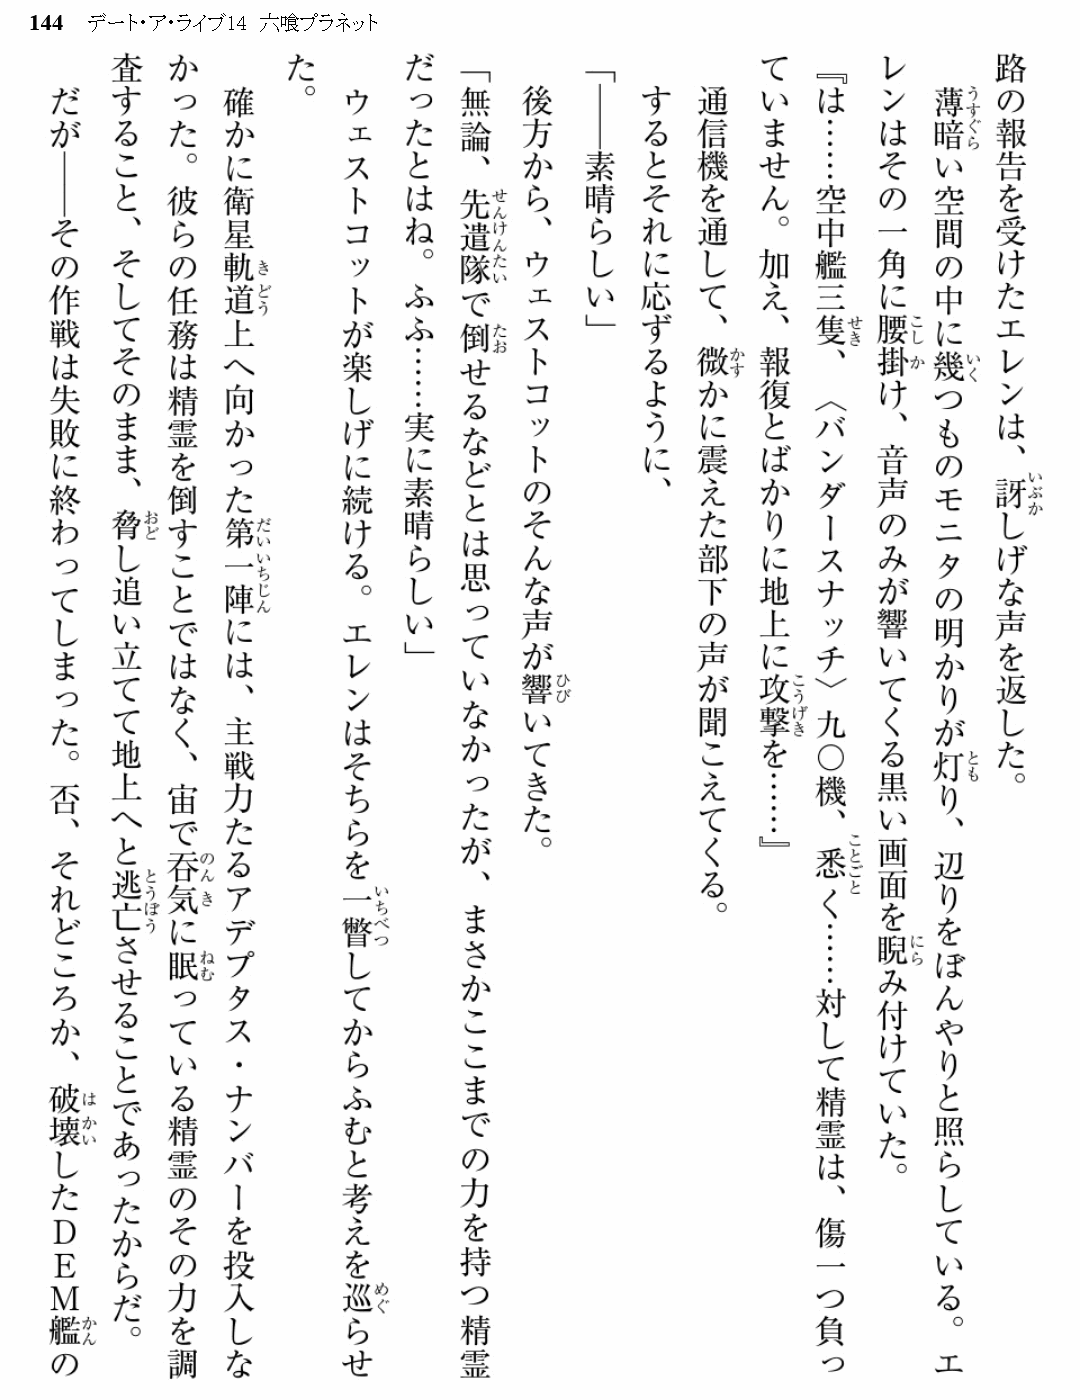 144 デート・ア・ライブ14 六喰プラネット
路の報告を受けたエレンは、訝しげな声を返した。
薄暗い空間の中に幾つものモニタの明かりが灯り、辺りをぼんやりと照らしている。エ
レンはその一角に腰掛け、音声のみが響いてくる黒い画面を睨み付けていた。
『は……空中艦三隻、〈バンダースナッチ〉九〇機、悉く……対して精霊は、傷一つ負っ
ていません。加え、報復とばかりに地上に攻撃を……』
通信機を通して、微かに震えた部下の声が聞こえてくる。
するとそれに応ずるように、
「――素晴らしい」
後方から、ウェストコットのそんな声が響いてきた。
「無論、先遣隊で倒せるなどとは思っていなかったが、まさかここまでの力を持つ精霊
だったとはね。ふふ……実に素晴らしい」
ウェストコットが楽しげに続ける。エレンはそちらを一瞥してからふむと考えを巡らせ
た。
確かに衛星軌道上へ向かった第一陣には、主戦力たるアデプタス・ナンバーを投入しな
かった。彼らの任務は精霊を倒すことではなく、宙で呑気に眠っている精霊のその力を調
査すること、そしてそのまま、脅し追い立てて地上へと逃亡させることであったからだ。
だが――その作戦は失敗に終わってしまった。否、それどころか、破壊したＤＥＭ艦の